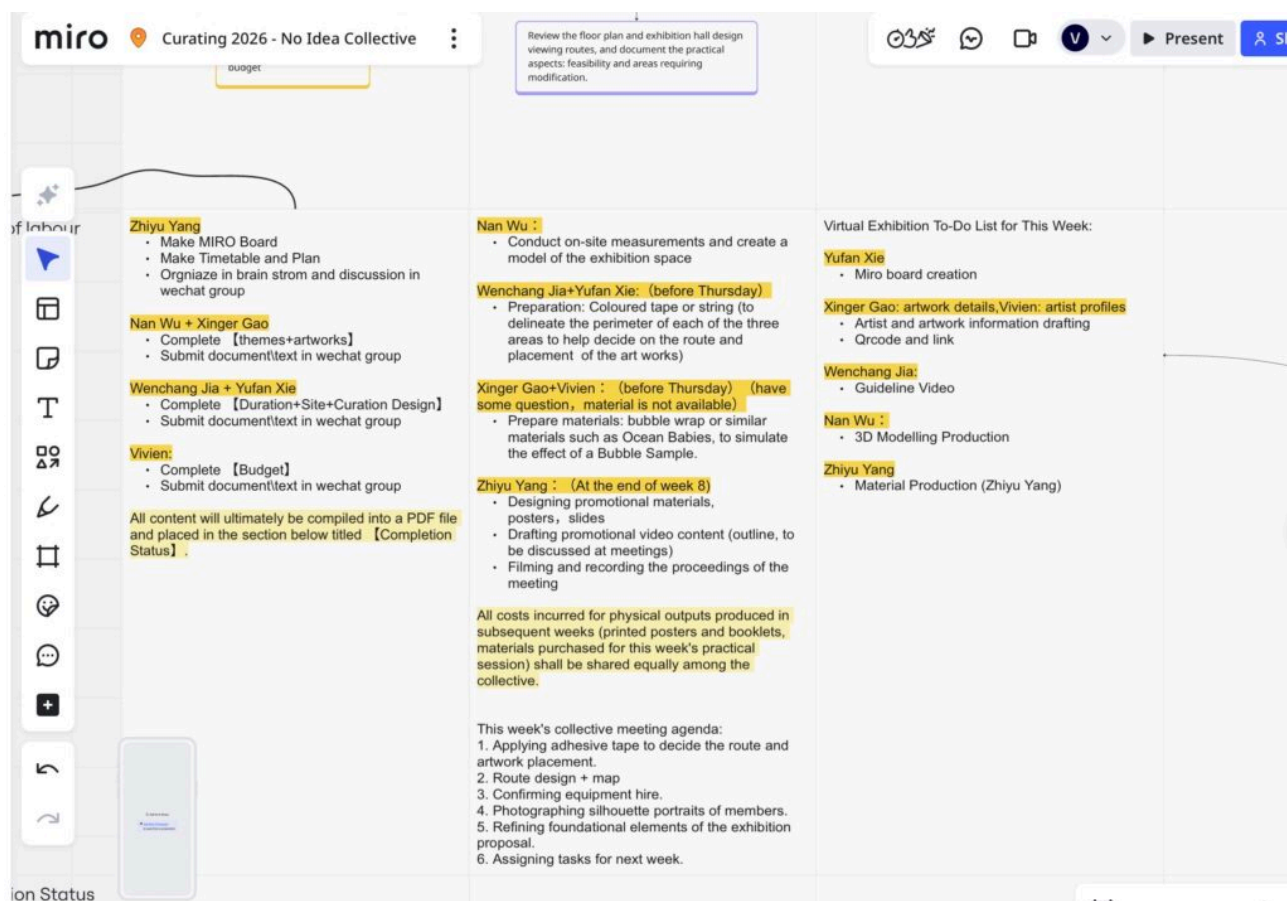 miro
Curating 2026 - No Idea Collective
V
Present
budget
Review the floor plan and exhibition hall design
viewing routes, and document the practical
aspects: feasibility and areas requiring
modification.
of labour
Zhiyu Yang
• Make MIRO Board
• Make Timetable and Plan
• Orgniaze in brain strom and discussion in
wechat group
Nan Wu + Xinger Gao
• Complete 【themes+artworks】
• Submit document\text in wechat group
Wenchang Jia + Yufan Xie
• Complete 【Duration+Site+Curation Design】
• Submit document\text in wechat group
Vivien:
• Complete 【Budget】
• Submit document\text in wechat group
All content will ultimately be compiled into a PDF file
and placed in the section below titled 【Completion
Status】.
Nan Wu：
• Conduct on-site measurements and create a
model of the exhibition space
Wenchang Jia+Yufan Xie:（before Thursday）
• Preparation: Coloured tape or string (to
delineate the perimeter of each of the three
areas to help decide on the route and
placement of the art works)
Xinger Gao+Vivien：（before Thursday）（have
some question，material is not available）
• Prepare materials: bubble wrap or similar
materials such as Ocean Babies, to simulate
the effect of a Bubble Sample.
Zhiyu Yang：（At the end of week 8)
• Designing promotional materials,
posters，slides
• Drafting promotional video content (outline, to
be discussed at meetings)
• Filming and recording the proceedings of the
meeting
All costs incurred for physical outputs produced in
subsequent weeks (printed posters and booklets,
materials purchased for this week's practical
session) shall be shared equally among the
collective.
This week's collective meeting agenda:
1. Applying adhesive tape to decide the route and
artwork placement.
2. Route design + map
3. Confirming equipment hire.
4. Photographing silhouette portraits of members.
5. Refining foundational elements of the exhibition
proposal.
6. Assigning tasks for next week.
Virtual Exhibition To-Do List for This Week:
Yufan Xie
• Miro board creation
Xinger Gao: artwork details,Vivien: artist profiles
• Artist and artwork information drafting
• Qrcode and link
Wenchang Jia:
• Guideline Video
Nan Wu：
• 3D Modelling Production
Zhiyu Yang
• Material Production (Zhiyu Yang)
ion Status